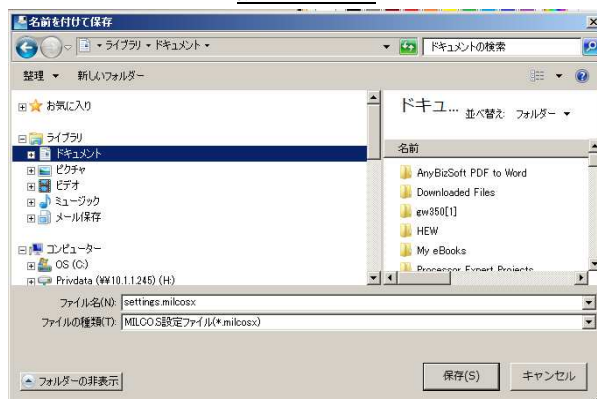 名前を付けて保存
ライブラリ ▾ ドキュメント ▾
ドキュメントの検索
整理 ▼ 新しいフォルダー
お気に入り
ライブラリ
ドキュメント
ピクチャ
ビデオ
ミュージック
メール保存
コンピューター
OS (C:)
Privdata (¥¥10.1.1.245) (H:)
ドキュ... 並べ替え: フォルダー ▼
名前
AnyBizSoft PDF to Word
Downloaded Files
gw350[1]
HEW
My eBooks
Processor Expert Projects
ファイル名(N): settings.milcosx
ファイルの種類(T): MILCOS設定ファイル(*.milcosx)
フォルダーの非表示
保存(S) キャンセル